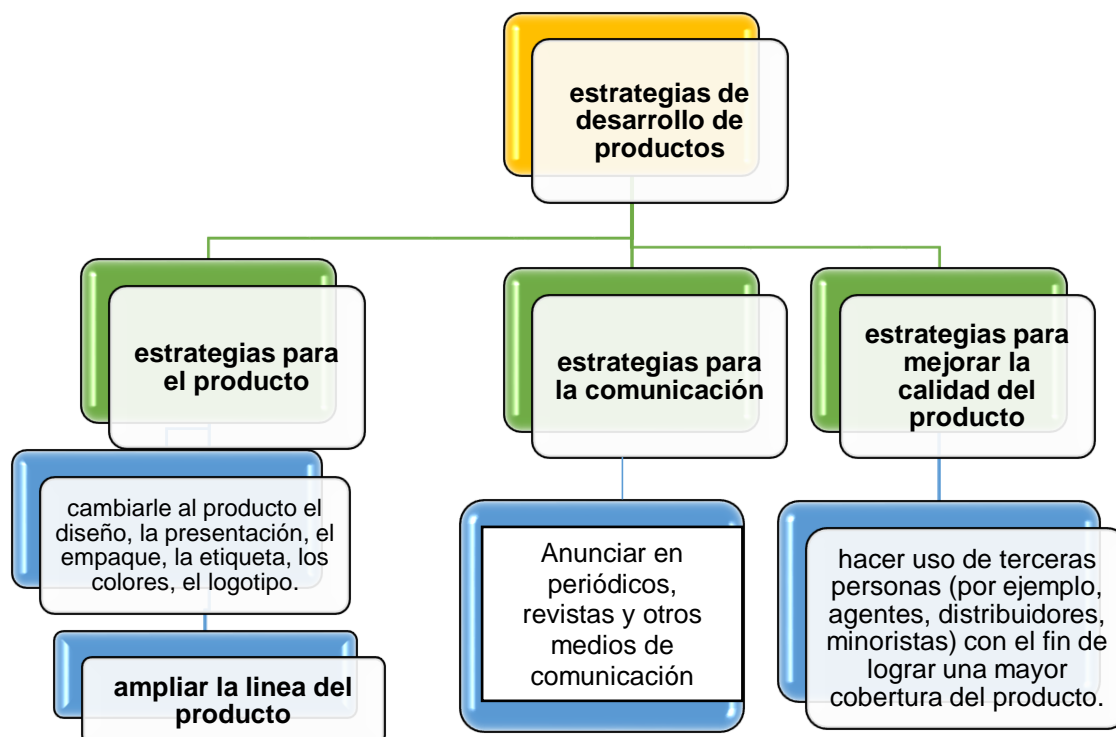 estrategias de
desarrollo de
productos
estrategias para
el producto
estrategias para
la comunicación
estrategias para
mejorar la
calidad del
producto
cambiarle al producto el
diseño, la presentación, el
empaque, la etiqueta, los
colores, el logotipo.
Anunciar en
periódicos,
revistas y otros
medios de
comunicación
hacer uso de terceras
personas (por ejemplo,
agentes, distribuidores,
minoristas) con el fin de
lograr una mayor
cobertura del producto.
ampliar la linea del
producto